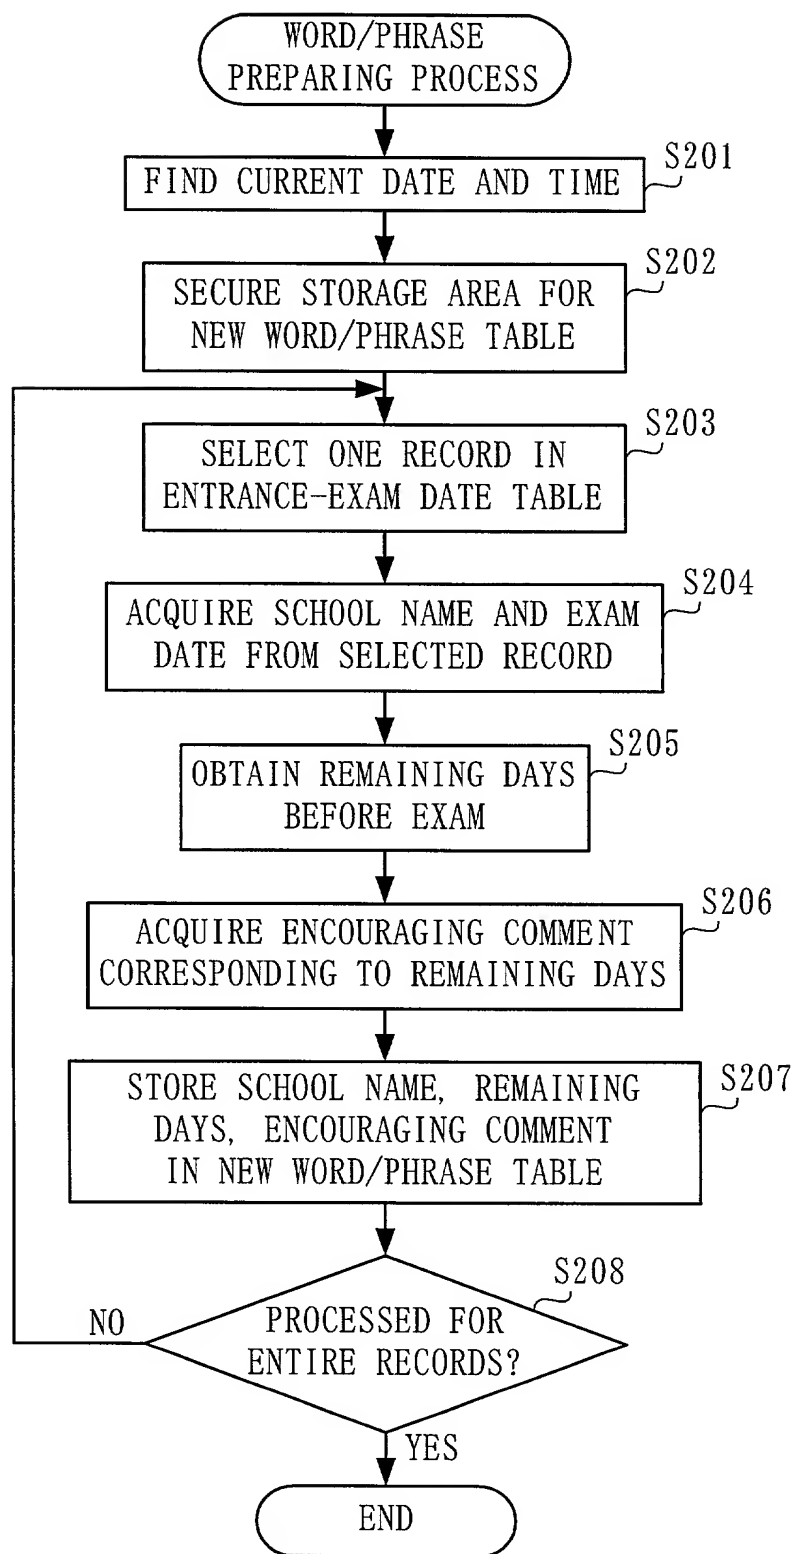 WORD/PHRASE
PREPARING PROCESS
S201
FIND CURRENT DATE AND TIME
S202
SECURE STORAGE AREA FOR
NEW WORD/PHRASE TABLE
S203
SELECT ONE RECORD IN
ENTRANCE-EXAM DATE TABLE
S204
ACQUIRE SCHOOL NAME AND EXAM
DATE FROM SELECTED RECORD
S205
OBTAIN REMAINING DAYS
BEFORE EXAM
S206
ACQUIRE ENCOURAGING COMMENT
CORRESPONDING TO REMAINING DAYS
S207
STORE SCHOOL NAME, REMAINING
DAYS, ENCOURAGING COMMENT
IN NEW WORD/PHRASE TABLE
S208
PROCESSED FOR
ENTIRE RECORDS?
NO
YES
END